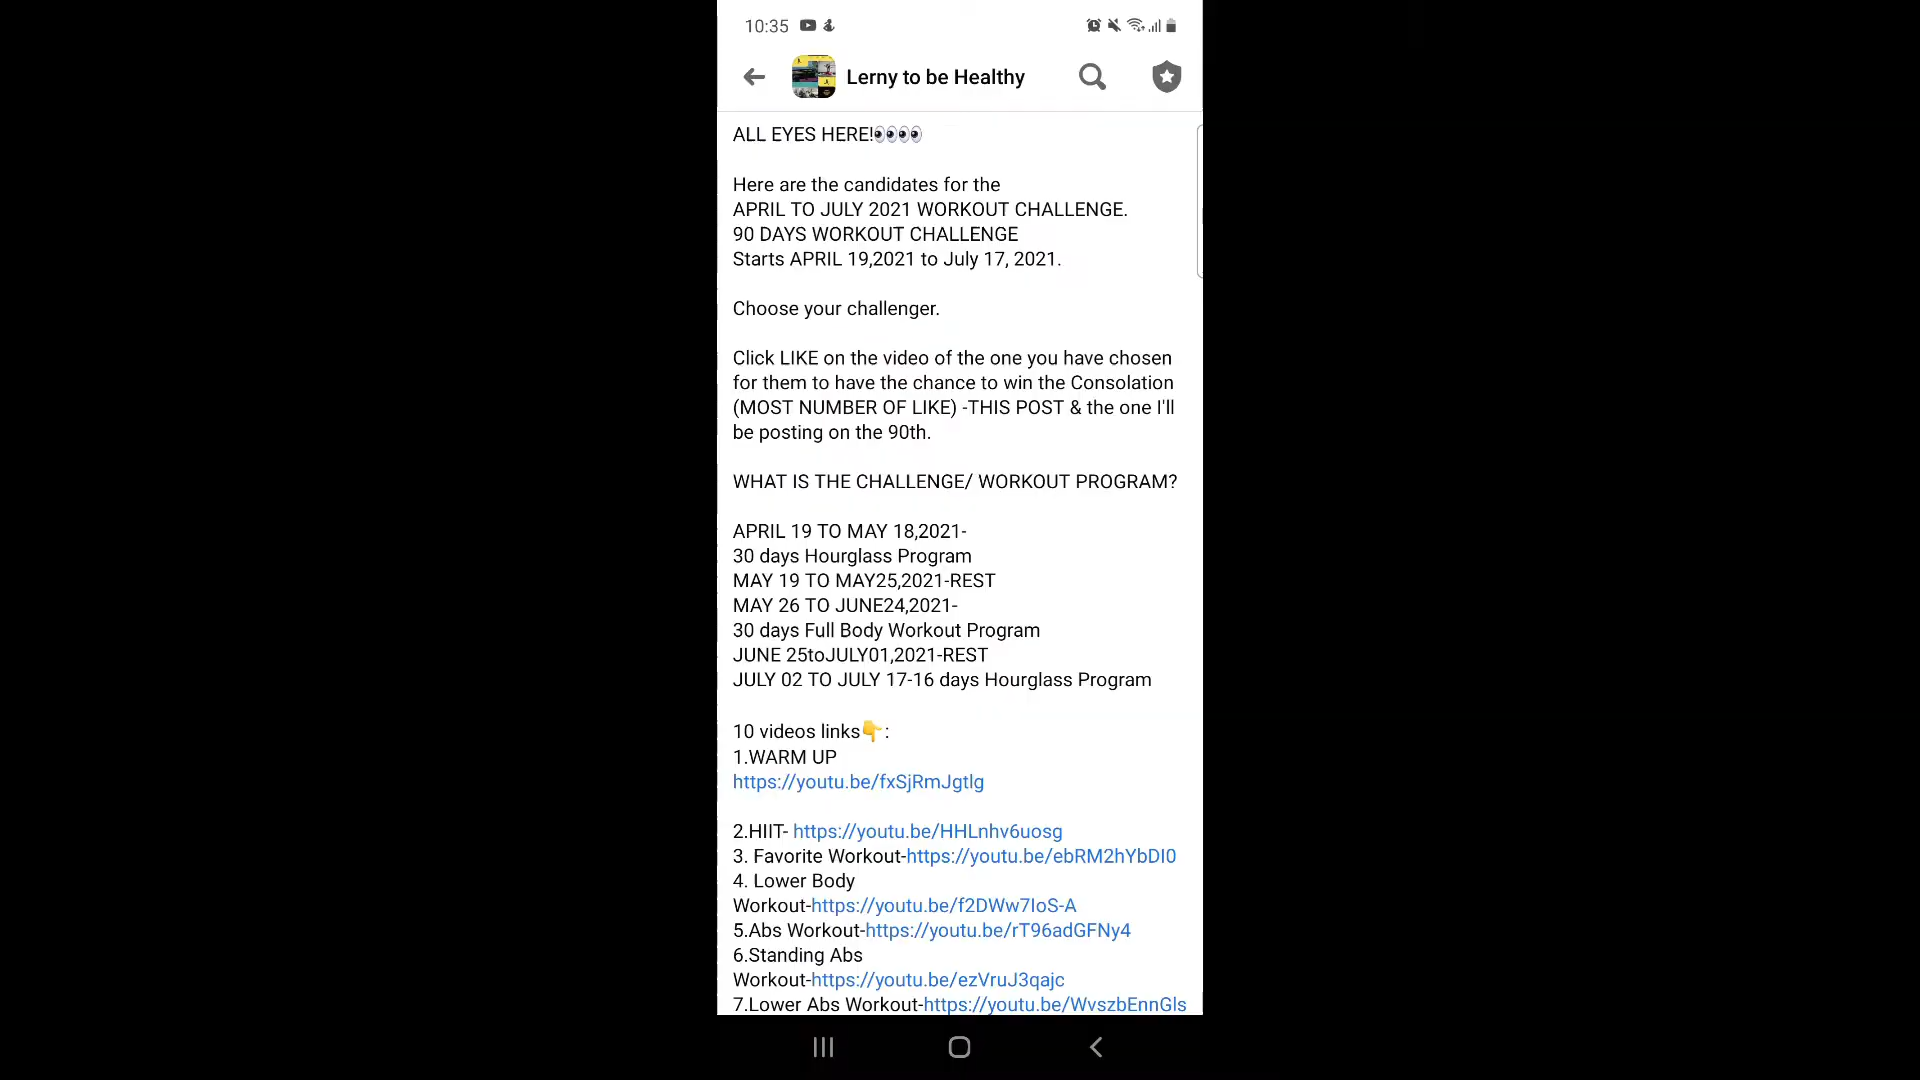 10:35
Lerny to be Healthy
ALL EYES HERE!👀👀
Here are the candidates for the
APRIL TO JULY 2021 WORKOUT CHALLENGE.
90 DAYS WORKOUT CHALLENGE
Starts APRIL 19,2021 to July 17, 2021.
Choose your challenger.
Click LIKE on the video of the one you have chosen
for them to have the chance to win the Consolation
(MOST NUMBER OF LIKE) -THIS POST & the one I'll
be posting on the 90th.
WHAT IS THE CHALLENGE/ WORKOUT PROGRAM?
APRIL 19 TO MAY 18,2021-
30 days Hourglass Program
MAY 19 TO MAY25,2021-REST
MAY 26 TO JUNE24,2021-
30 days Full Body Workout Program
JUNE 25toJULY01,2021-REST
JULY 02 TO JULY 17-16 days Hourglass Program
10 videos links👇:
1.WARM UP
https://youtu.be/fxSjRmJgtlg
2.HIIT- https://youtu.be/HHLnhv6uosg
3. Favorite Workout-https://youtu.be/ebRM2hYbDI0
4. Lower Body
Workout-https://youtu.be/f2DWw7IoS-A
5.Abs Workout-https://youtu.be/rT96adGFNy4
6.Standing Abs
Workout-https://youtu.be/ezVruJ3qajc
7.Lower Abs Workout-https://youtu.be/WvszbEnnGls